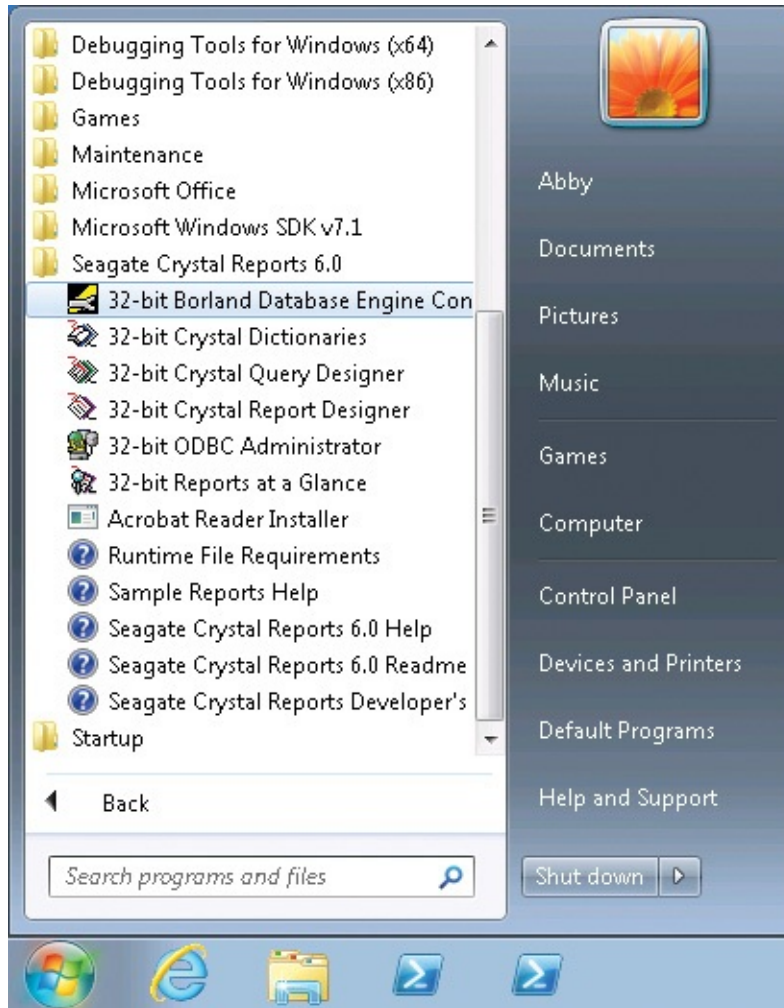 Debugging Tools for Windows (x64)
Debugging Tools for Windows (x86)
Games
Maintenance
Microsoft Office
Microsoft Windows SDK v7.1
Seagate Crystal Reports 6.0
32-bit Borland Database Engine Con
32-bit Crystal Dictionaries
32-bit Crystal Query Designer
32-bit Crystal Report Designer
32-bit ODBC Administrator
32-bit Reports at a Glance
Acrobat Reader Installer
Runtime File Requirements
Sample Reports Help
Seagate Crystal Reports 6.0 Help
Seagate Crystal Reports 6.0 Readme
Seagate Crystal Reports Developer's
Startup
Back
Search programs and files
Abby
Documents
Pictures
Music
Games
Computer
Control Panel
Devices and Printers
Default Programs
Help and Support
Shut down